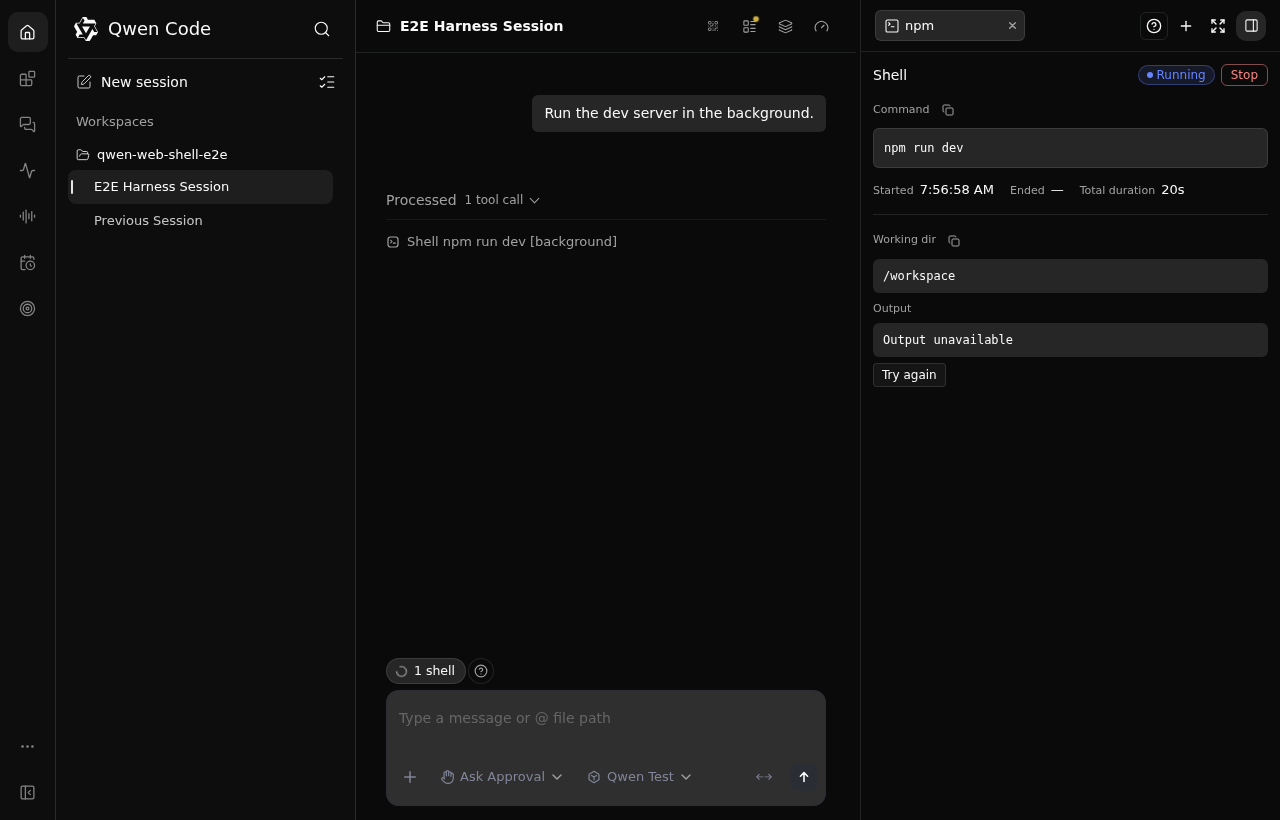 Qwen Code
New session
Workspaces
qwen-web-shell-e2e
E2E Harness Session
Previous Session
E2E Harness Session
Run the dev server in the background.
Processed 1 tool call
Shell npm run dev [background]
1 shell
Type a message or @ file path
Ask Approval
Qwen Test
npm
Shell
Running
Stop
Command
npm run dev
Started 7:56:58 AM Ended — Total duration 20s
Working dir
/workspace
Output
Output unavailable
Try again